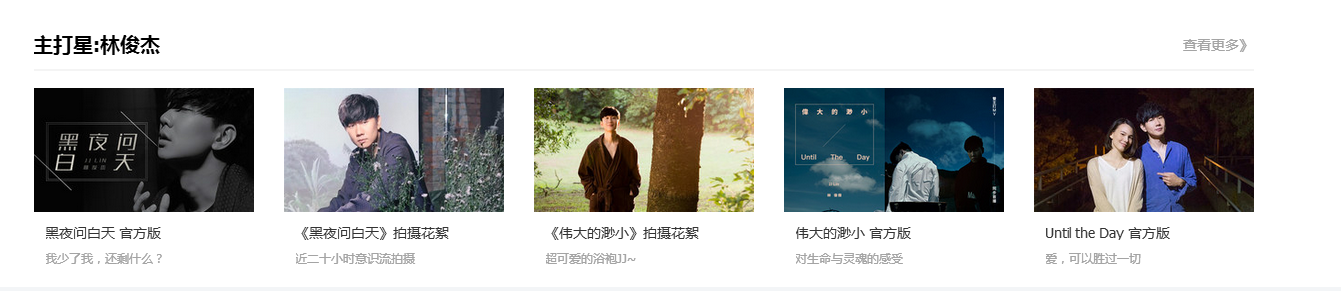 主打星:林俊杰
查看更多》
黑夜问
白天
JJ LIN
林俊杰
偉大的渺小
Until The Day
黑夜问白天 官方版
《黑夜问白天》拍摄花絮
《伟大的渺小》拍摄花絮
伟大的渺小 官方版
Until the Day 官方版
我少了我，还剩什么？
近二十小时意识流拍摄
超可爱的浴袍JJ~
对生命与灵魂的感受
爱，可以胜过一切